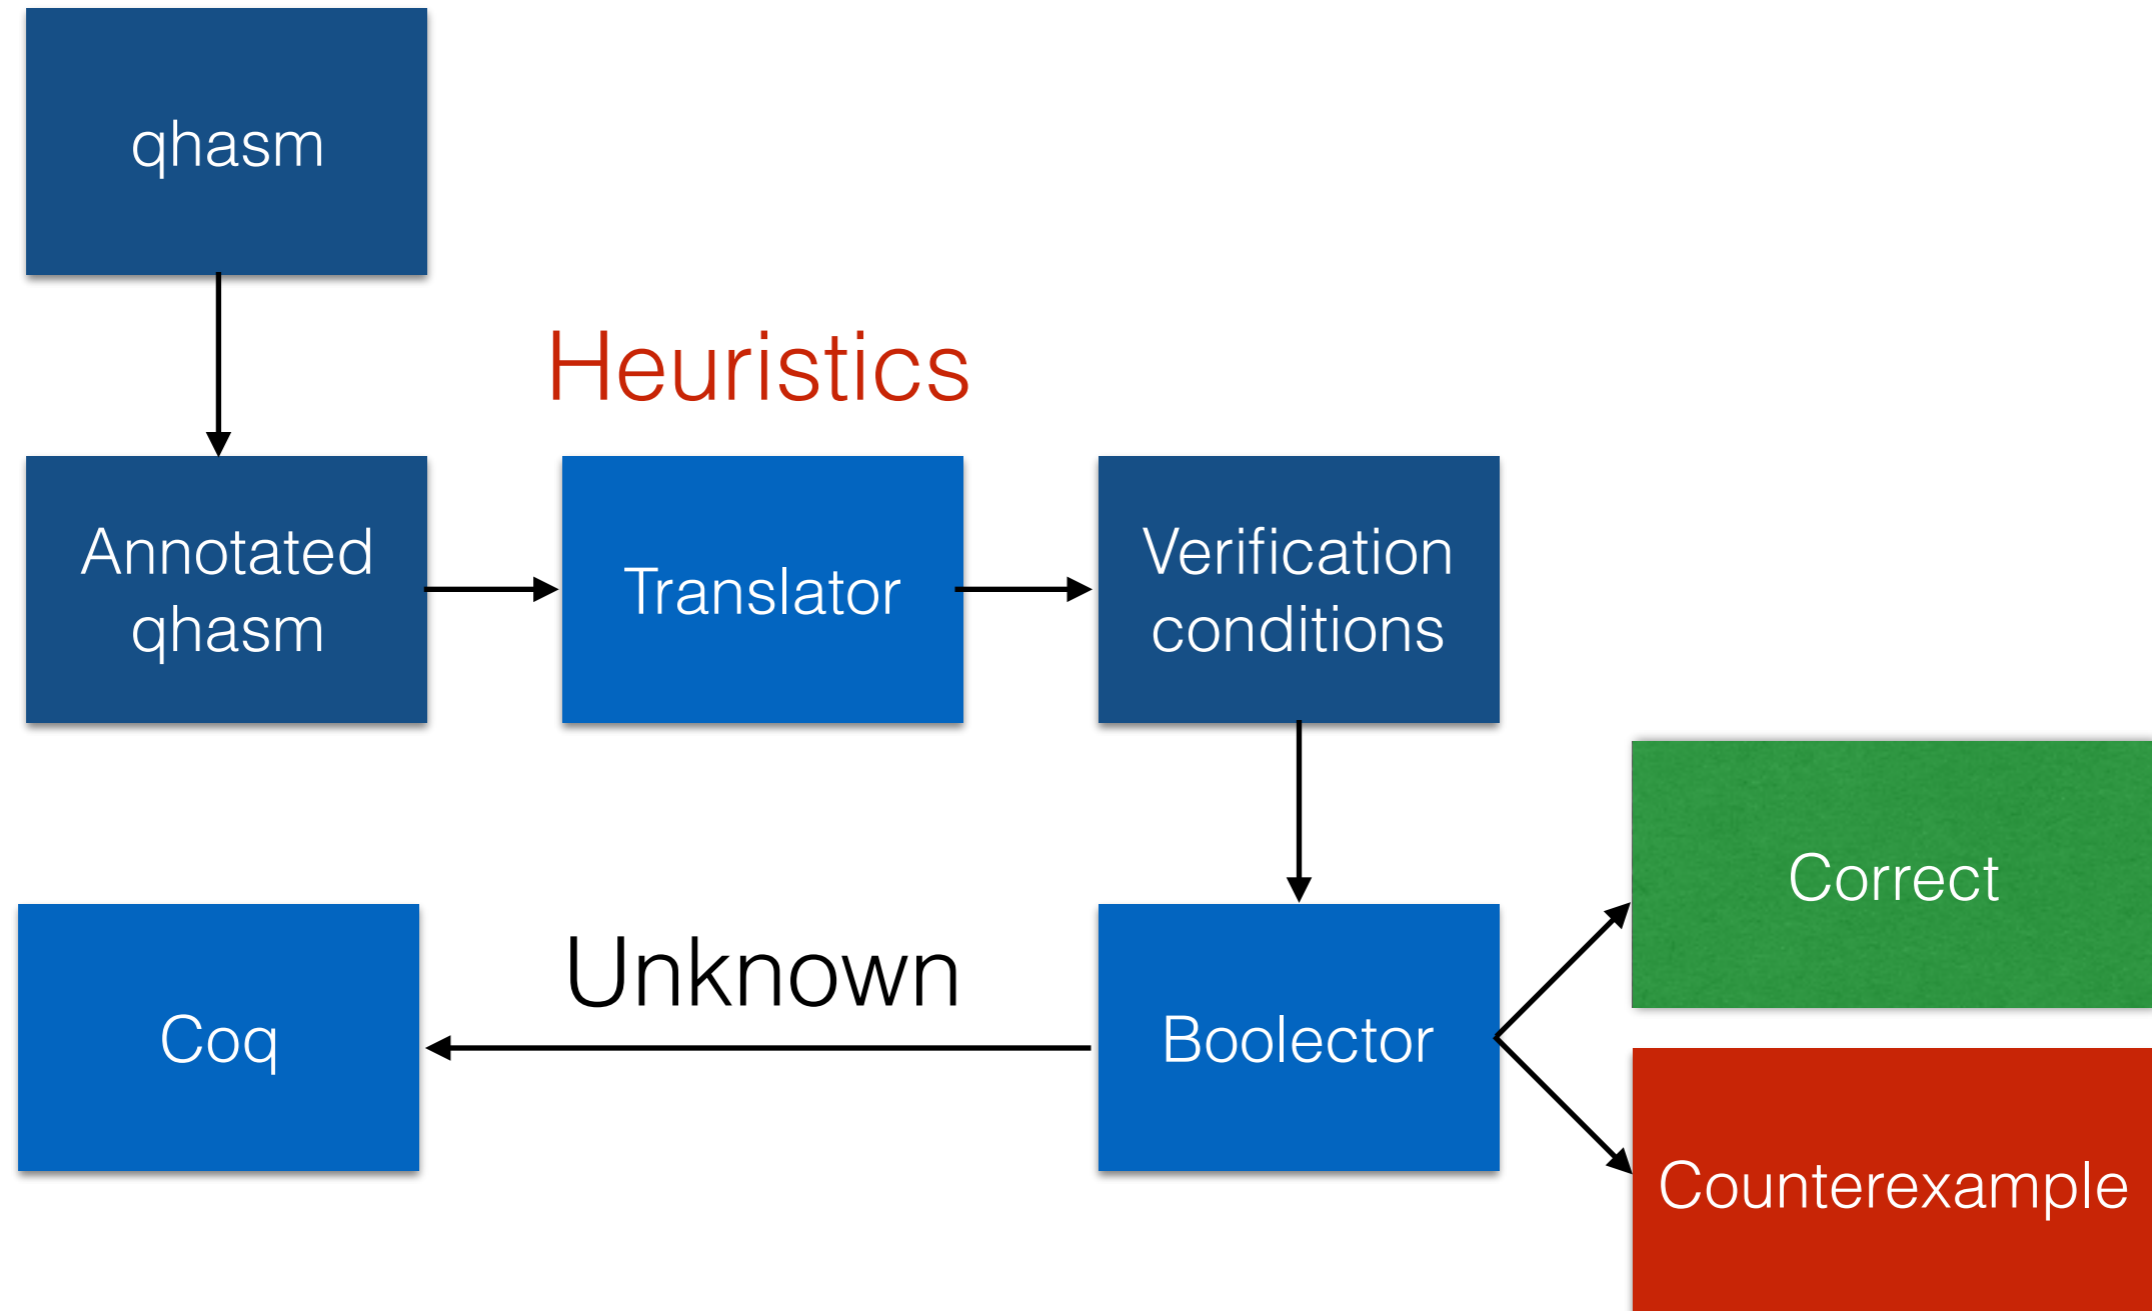 qhasm
Heuristics
Annotated
qhasm
Translator
Verification
conditions
Correct
Unknown
Coq
Boolector
Counterexample